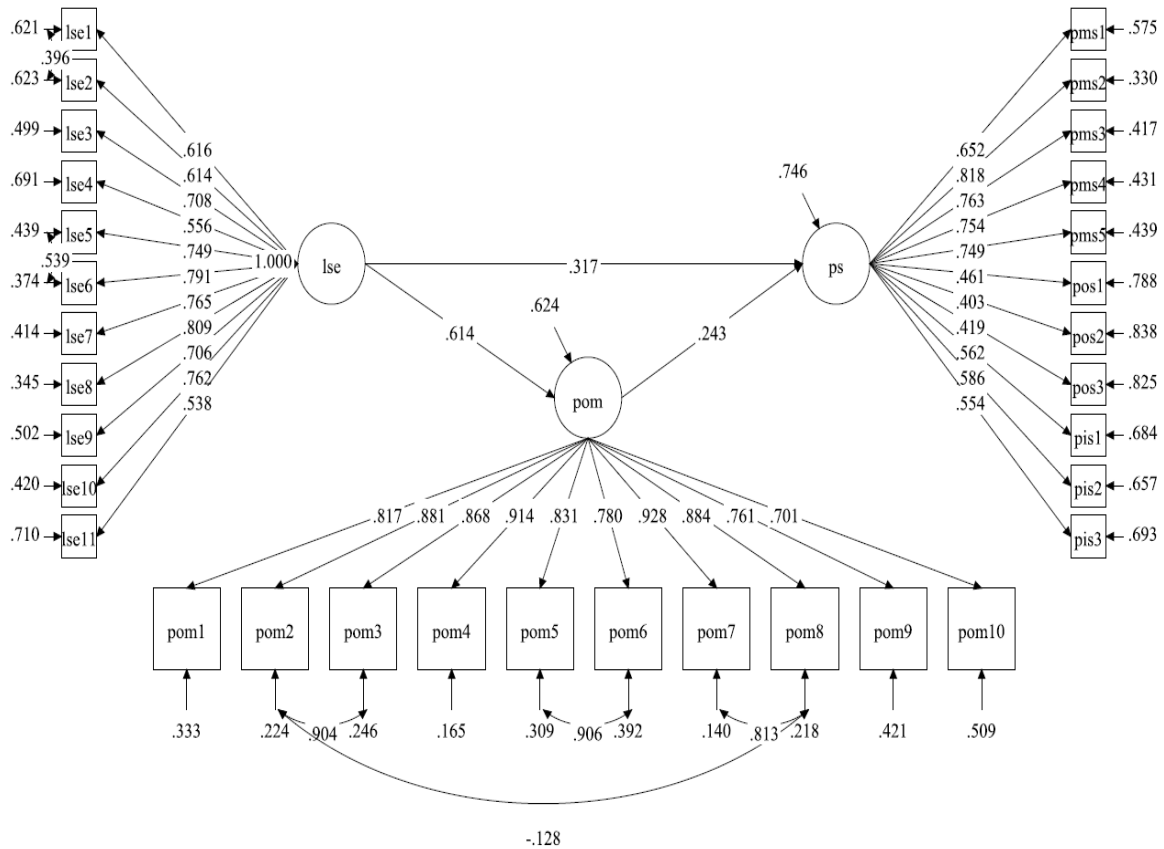 .621 lse1
.396
.623 lse2
.499 lse3
.691 lse4
.439 lse5
.539
.374 lse6
.414 lse7
.345 lse8
.502 lse9
.420 lse10
.710 lse11
.616
.614
.708
.556
.749
.791
.765
.809
.706
.762
.538
1.000
lse
.317
.614
.624
pom
.243
.746
ps
.652
.818
.763
.754
.749
.461
.403
.419
.562
.586
.554
pms1 .575
pms2 .330
pms3 .417
pms4 .431
pms5 .439
pos1 .788
pos2 .838
pos3 .825
pis1 .684
pis2 .657
pis3 .693
.817 .881 .868 .914 .831 .780 .928 .884 .761 .701
pom1 pom2 pom3 pom4 pom5 pom6 pom7 pom8 pom9 pom10
.333 .224 .904 .246 .165 .309 .906 .392 .140 .813 .218 .421 .509
-.128